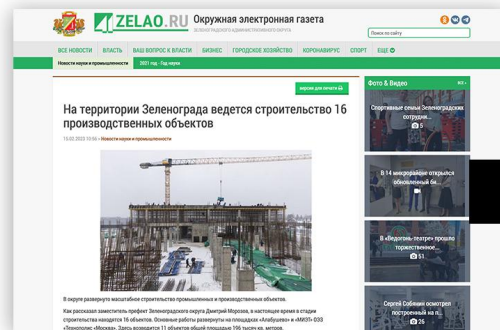 ZELAO.RU
Окружная электронная газета
ЗЕЛЕНОГРАДСКОГО АДМИНИСТРАТИВНОГО ОКРУГА
Поиск по сайту
ВСЕ НОВОСТИ ВЛАСТЬ ВАШ ВОПРОС К ВЛАСТИ БИЗНЕС ГОРОДСКОЕ ХОЗЯЙСТВО КОРОНАВИРУС СПОРТ ЕЩЕ
Новости науки и промышленности 2021 год - Год науки
версия для печати
На территории Зеленограда ведется строительство 16
производственных объектов
Новости науки и промышленности
В округе развернуто масштабное строительство промышленных и производственных объектов.
Как рассказал заместитель префект Зеленоградского округа Дмитрий Морозов, в настоящее время в стадии
строительства находятся 16 объектов. Основные работы развернуты на площадках «Алабушево» и «МИЭТ» ОЭЗ
«Технополис «Москва». Здесь возводится 11 объектов общей площадью 196 тысяч кв. метров.
Фото & Видео ВСЕ
Спортивные семьи Зеленоградских
сотрудни...
5
В 14 микрорайоне открылся
обновленный би...
В «Ведогонь-театре» прошло
торжественное...
51
Сергей Собянин осмотрел
построенный на п...
26